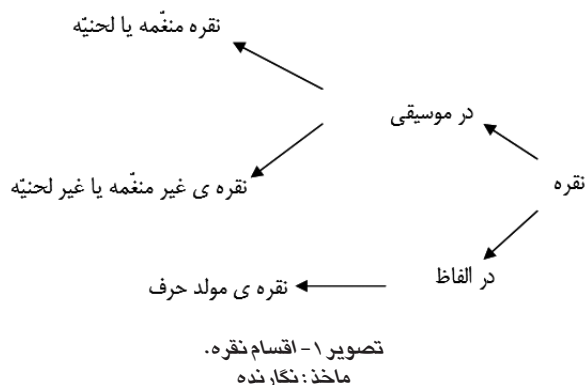 نقره منغّمه یا لحنیّه
در موسیقی
نقره ی غیر منغّمه یا غیر لحنیّه
نقره
در الفاظ
نقره ی مولد حرف
تصویر ۱- اقسام نقره.
ماخذ: نگارنده